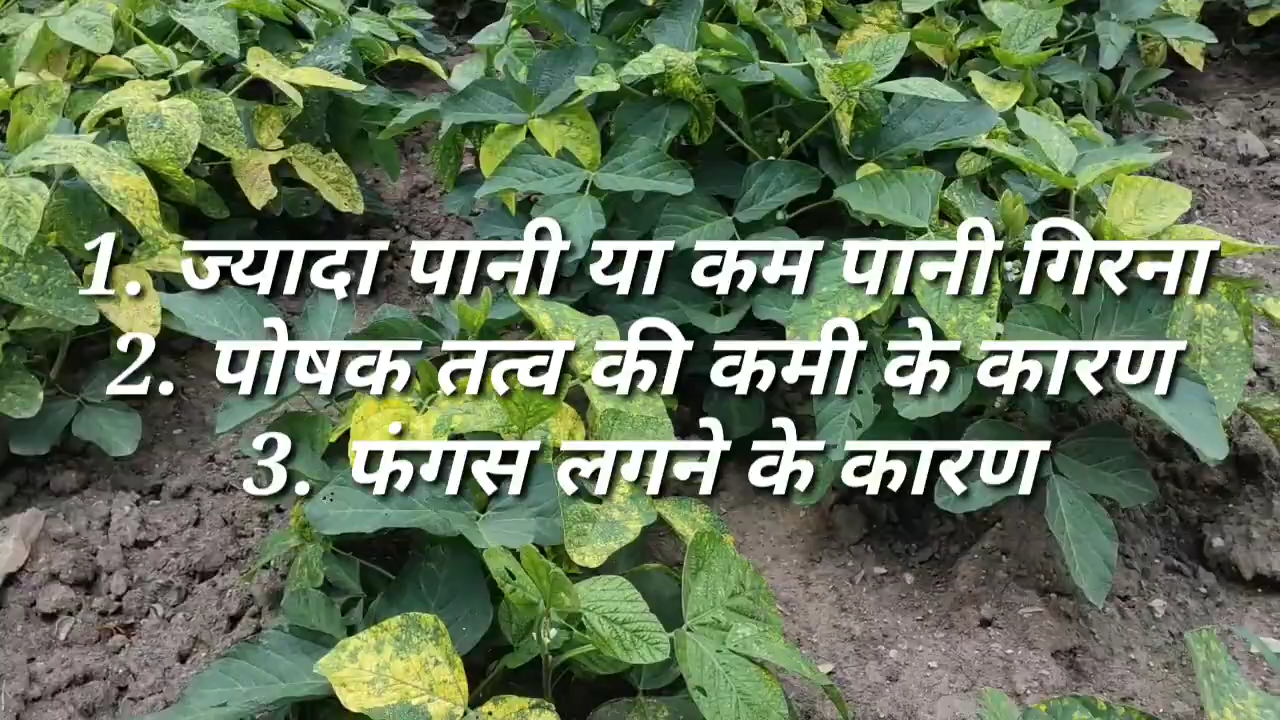 1. ज्यादा पानी या कम पानी गिरना
2. पोषक तत्व की कमी के कारण
3. फंगस लगने के कारण